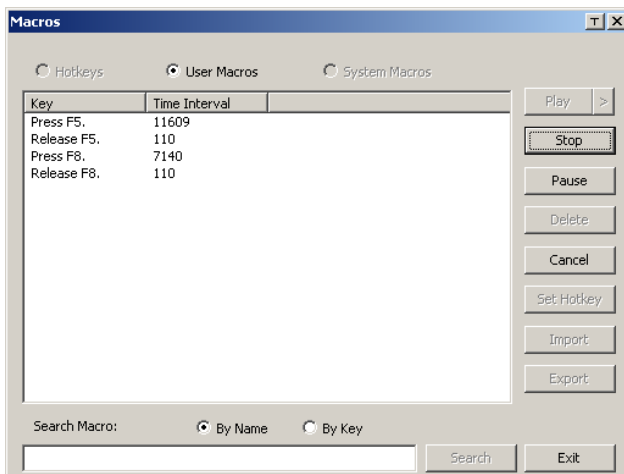 Macros
Hotkeys User Macros System Macros
Key Time Interval Play >
Press F5. 11609
Release F5. 110 Stop
Press F8. 7140
Release F8. 110
Pause
Delete
Cancel
Set Hotkey
Import
Export
Search Macro: By Name By Key
Search Exit